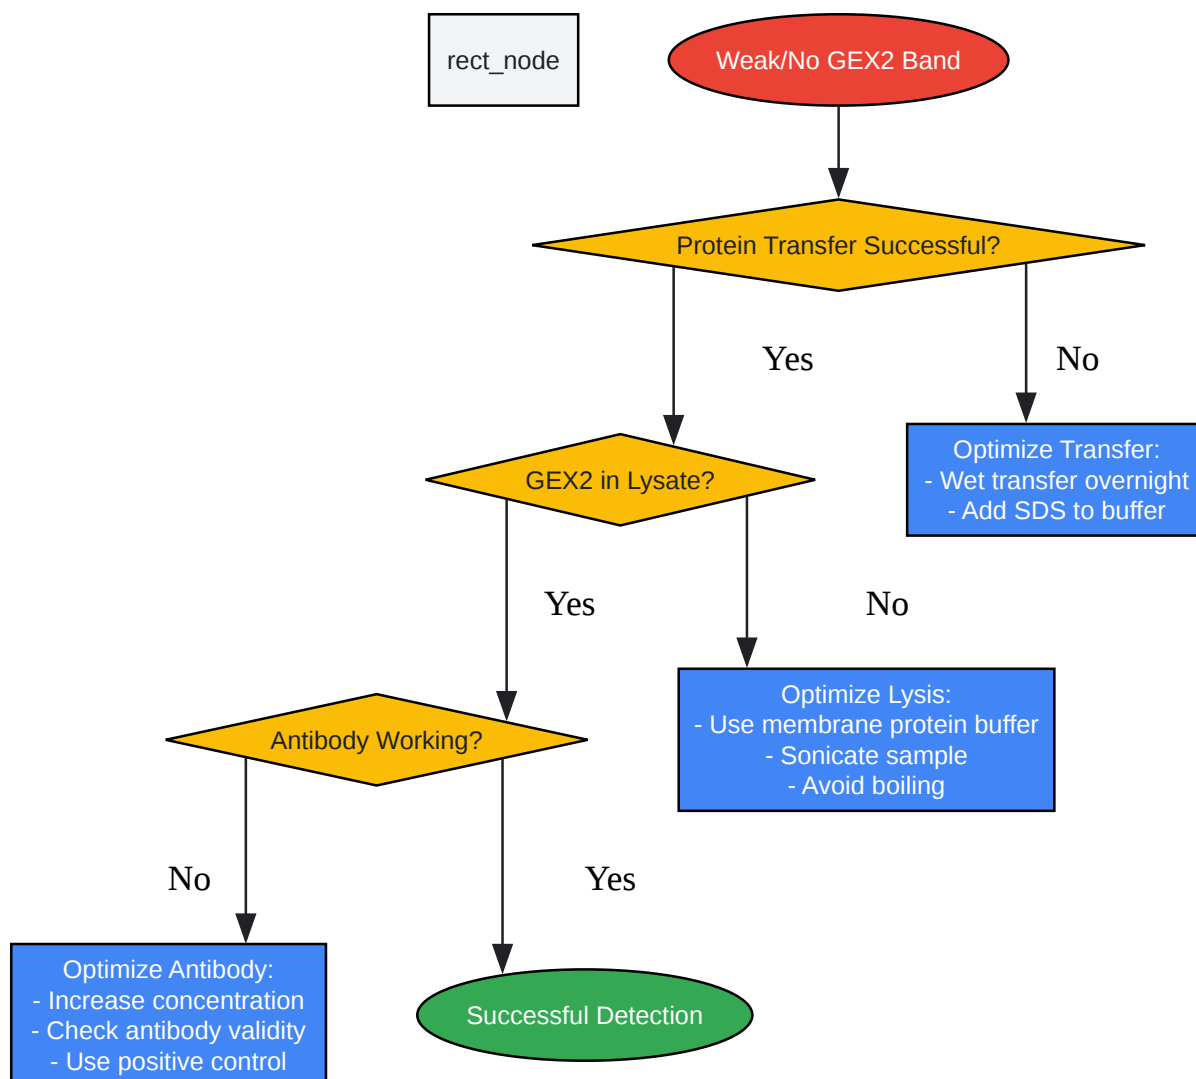 rect_node
Weak/No GEX2 Band
Protein Transfer Successful?
Yes
No
Optimize Transfer:
- Wet transfer overnight
- Add SDS to buffer
GEX2 in Lysate?
Yes
No
Optimize Lysis:
- Use membrane protein buffer
- Sonicate sample
- Avoid boiling
Antibody Working?
No
Yes
Optimize Antibody:
- Increase concentration
- Check antibody validity
- Use positive control
Successful Detection